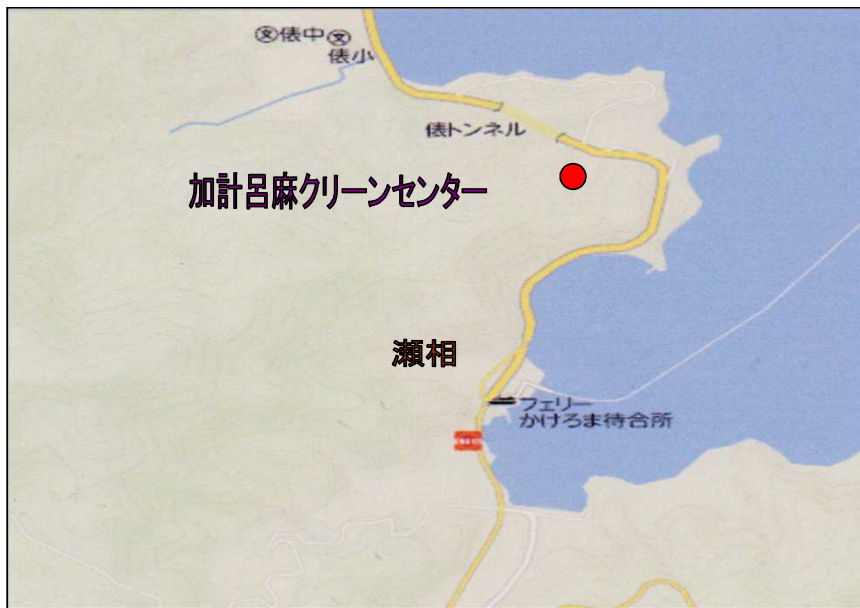 俵中
俵小
俵トンネル
加計呂麻クリーンセンター
瀬相
フェリー
かけろま待合所